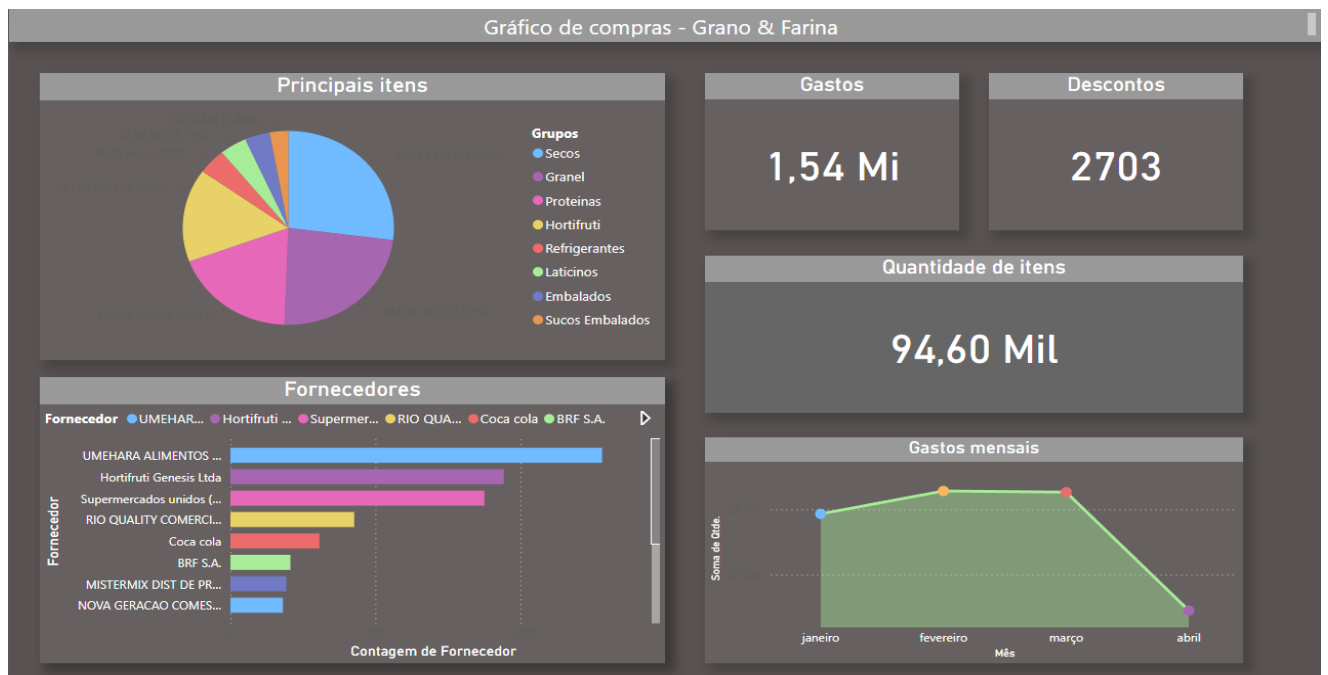 Gráfico de compras - Grano & Farina
Principais itens
Grupos
Secos
Granel
Proteinas
Hortifruti
Refrigerantes
Laticinos
Embalados
Sucos Embalados
Gastos
1,54 Mi
Descontos
2703
Quantidade de itens
94,60 Mil
Fornecedores
Fornecedor UMEHAR... Hortifruti ... Supermer... RIO QUA... Coca cola BRF S.A.
Fornecedor
UMEHARA ALIMENTOS ...
Hortifruti Genesis Ltda
Supermercados unidos (...
RIO QUALITY COMERCI...
Coca cola
BRF S.A.
MISTERMIX DIST DE PR...
NOVA GERACAO COMES...
Contagem de Fornecedor
Gastos mensais
Soma de Qtde.
janeiro fevereiro março abril
Mês